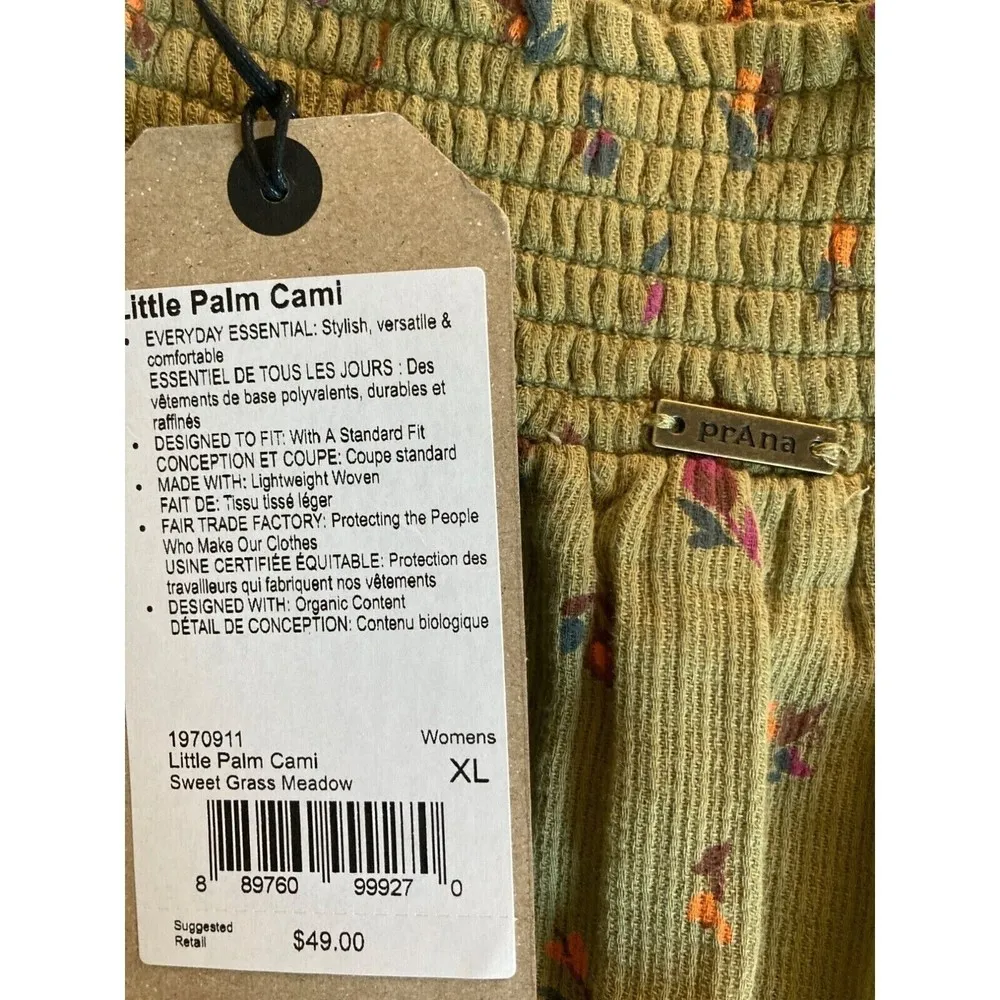 Little Palm Cami
• EVERYDAY ESSENTIAL: Stylish, versatile &
comfortable
ESSENTIEL DE TOUS LES JOURS : Des
vêtements de base polyvalents, durables et
raffinés
• DESIGNED TO FIT: With A Standard Fit
CONCEPTION ET COUPE: Coupe standard
• MADE WITH: Lightweight Woven
FAIT DE: Tissu tissé léger
• FAIR TRADE FACTORY: Protecting the People
Who Make Our Clothes
USINE CERTIFIÉE ÉQUITABLE: Protection des
travailleurs qui fabriquent nos vêtements
• DESIGNED WITH: Organic Content
DÉTAIL DE CONCEPTION: Contenu biologique
1970911 Womens
Little Palm Cami XL
Sweet Grass Meadow
8 89760 99927 0
Suggested
Retail $49.00
prAna